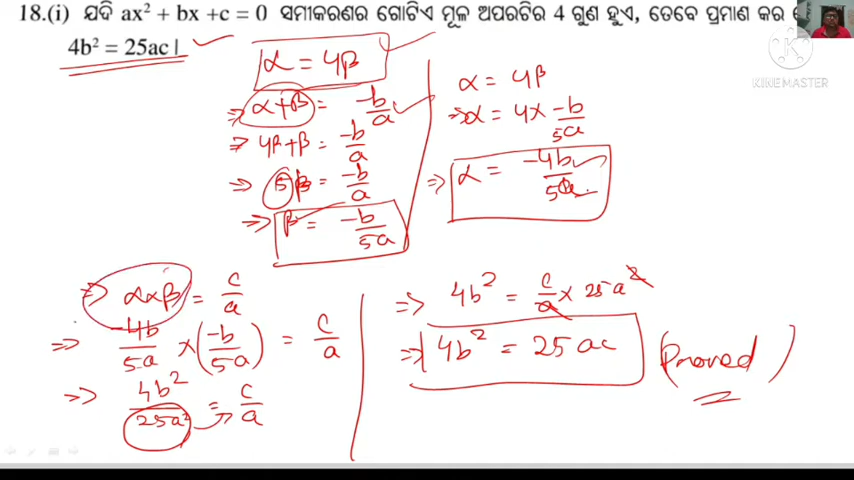 18.(i) ଯଦି ax² + bx +c = 0 ସମୀକରଣର ଗୋଟିଏ ମୂଳ ଅପରଟିର 4 ଗୁଣ ହୁଏ, ତେବେ ପ୍ରମାଣ କର
4b² = 25ac।
KINEMASTER
α = 4β
⇒ α+β = -b/a
⇒ 4β+β = -b/a
⇒ 5β = -b/a
⇒ β = -b/5a
α = 4β
⇒ α = 4× -b/5a
⇒ α = -4b/5a
⇒ α×β = c/a
⇒ -4b/5a × (-b/5a) = c/a
⇒ 4b²/25a² = c/a
⇒ 4b² = c/a × 25a²
⇒ 4b² = 25ac (Proved)